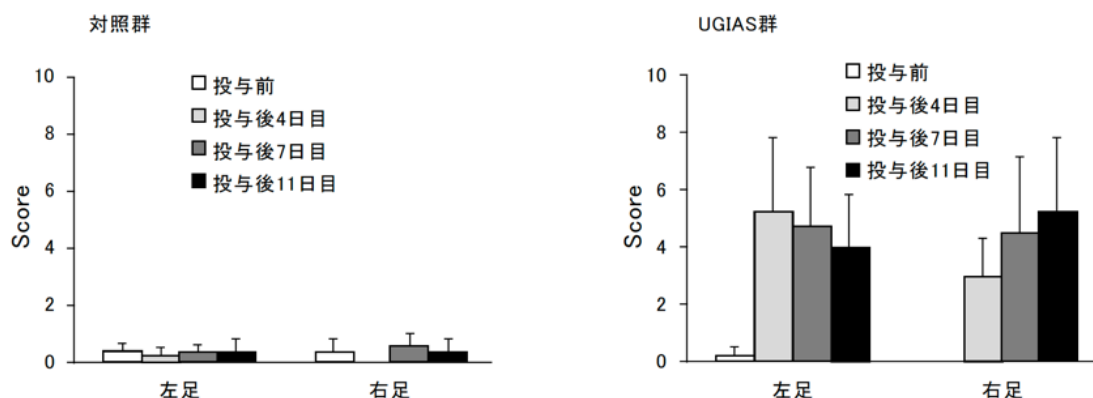 対照群
10
8
6
4
2
0
Score
投与前
投与後4日目
投与後7日目
投与後11日目
左足
右足
UGIAS群
10
8
6
4
2
0
Score
投与前
投与後4日目
投与後7日目
投与後11日目
左足
右足